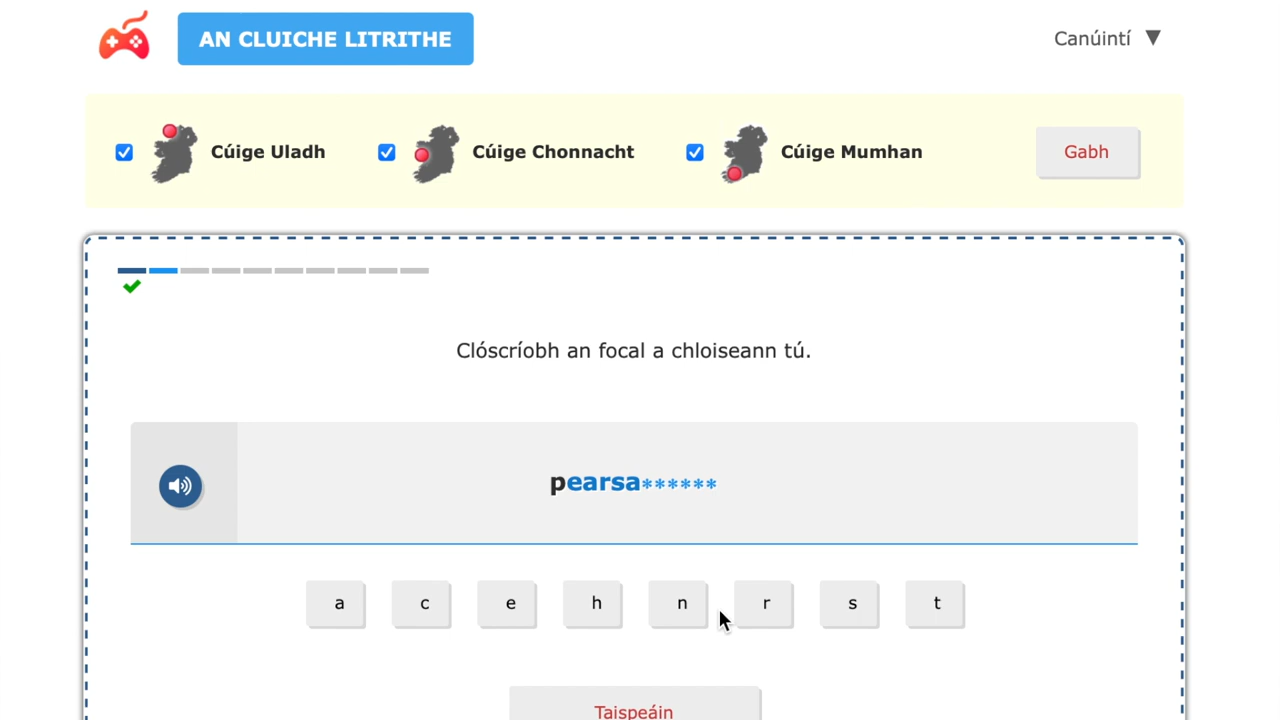 AN CLUICHE LITRITHE
Canúintí ▼
Cúige Uladh
Cúige Chonnacht
Cúige Mumhan
Gabh
Clóscríobh an focal a chloiseann tú.
pearsa******
a c e h n r s t
Taispeáin